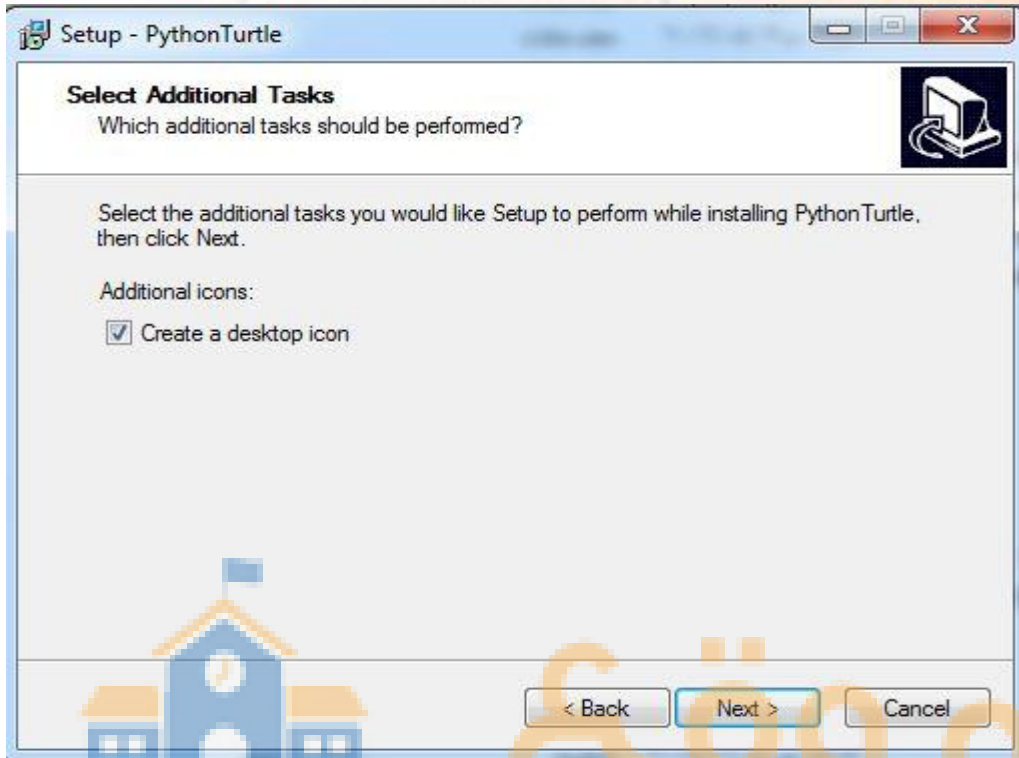 Setup - PythonTurtle
Select Additional Tasks
Which additional tasks should be performed?
Select the additional tasks you would like Setup to perform while installing PythonTurtle,
then click Next.
Additional icons:
Create a desktop icon
< Back
Next >
Cancel